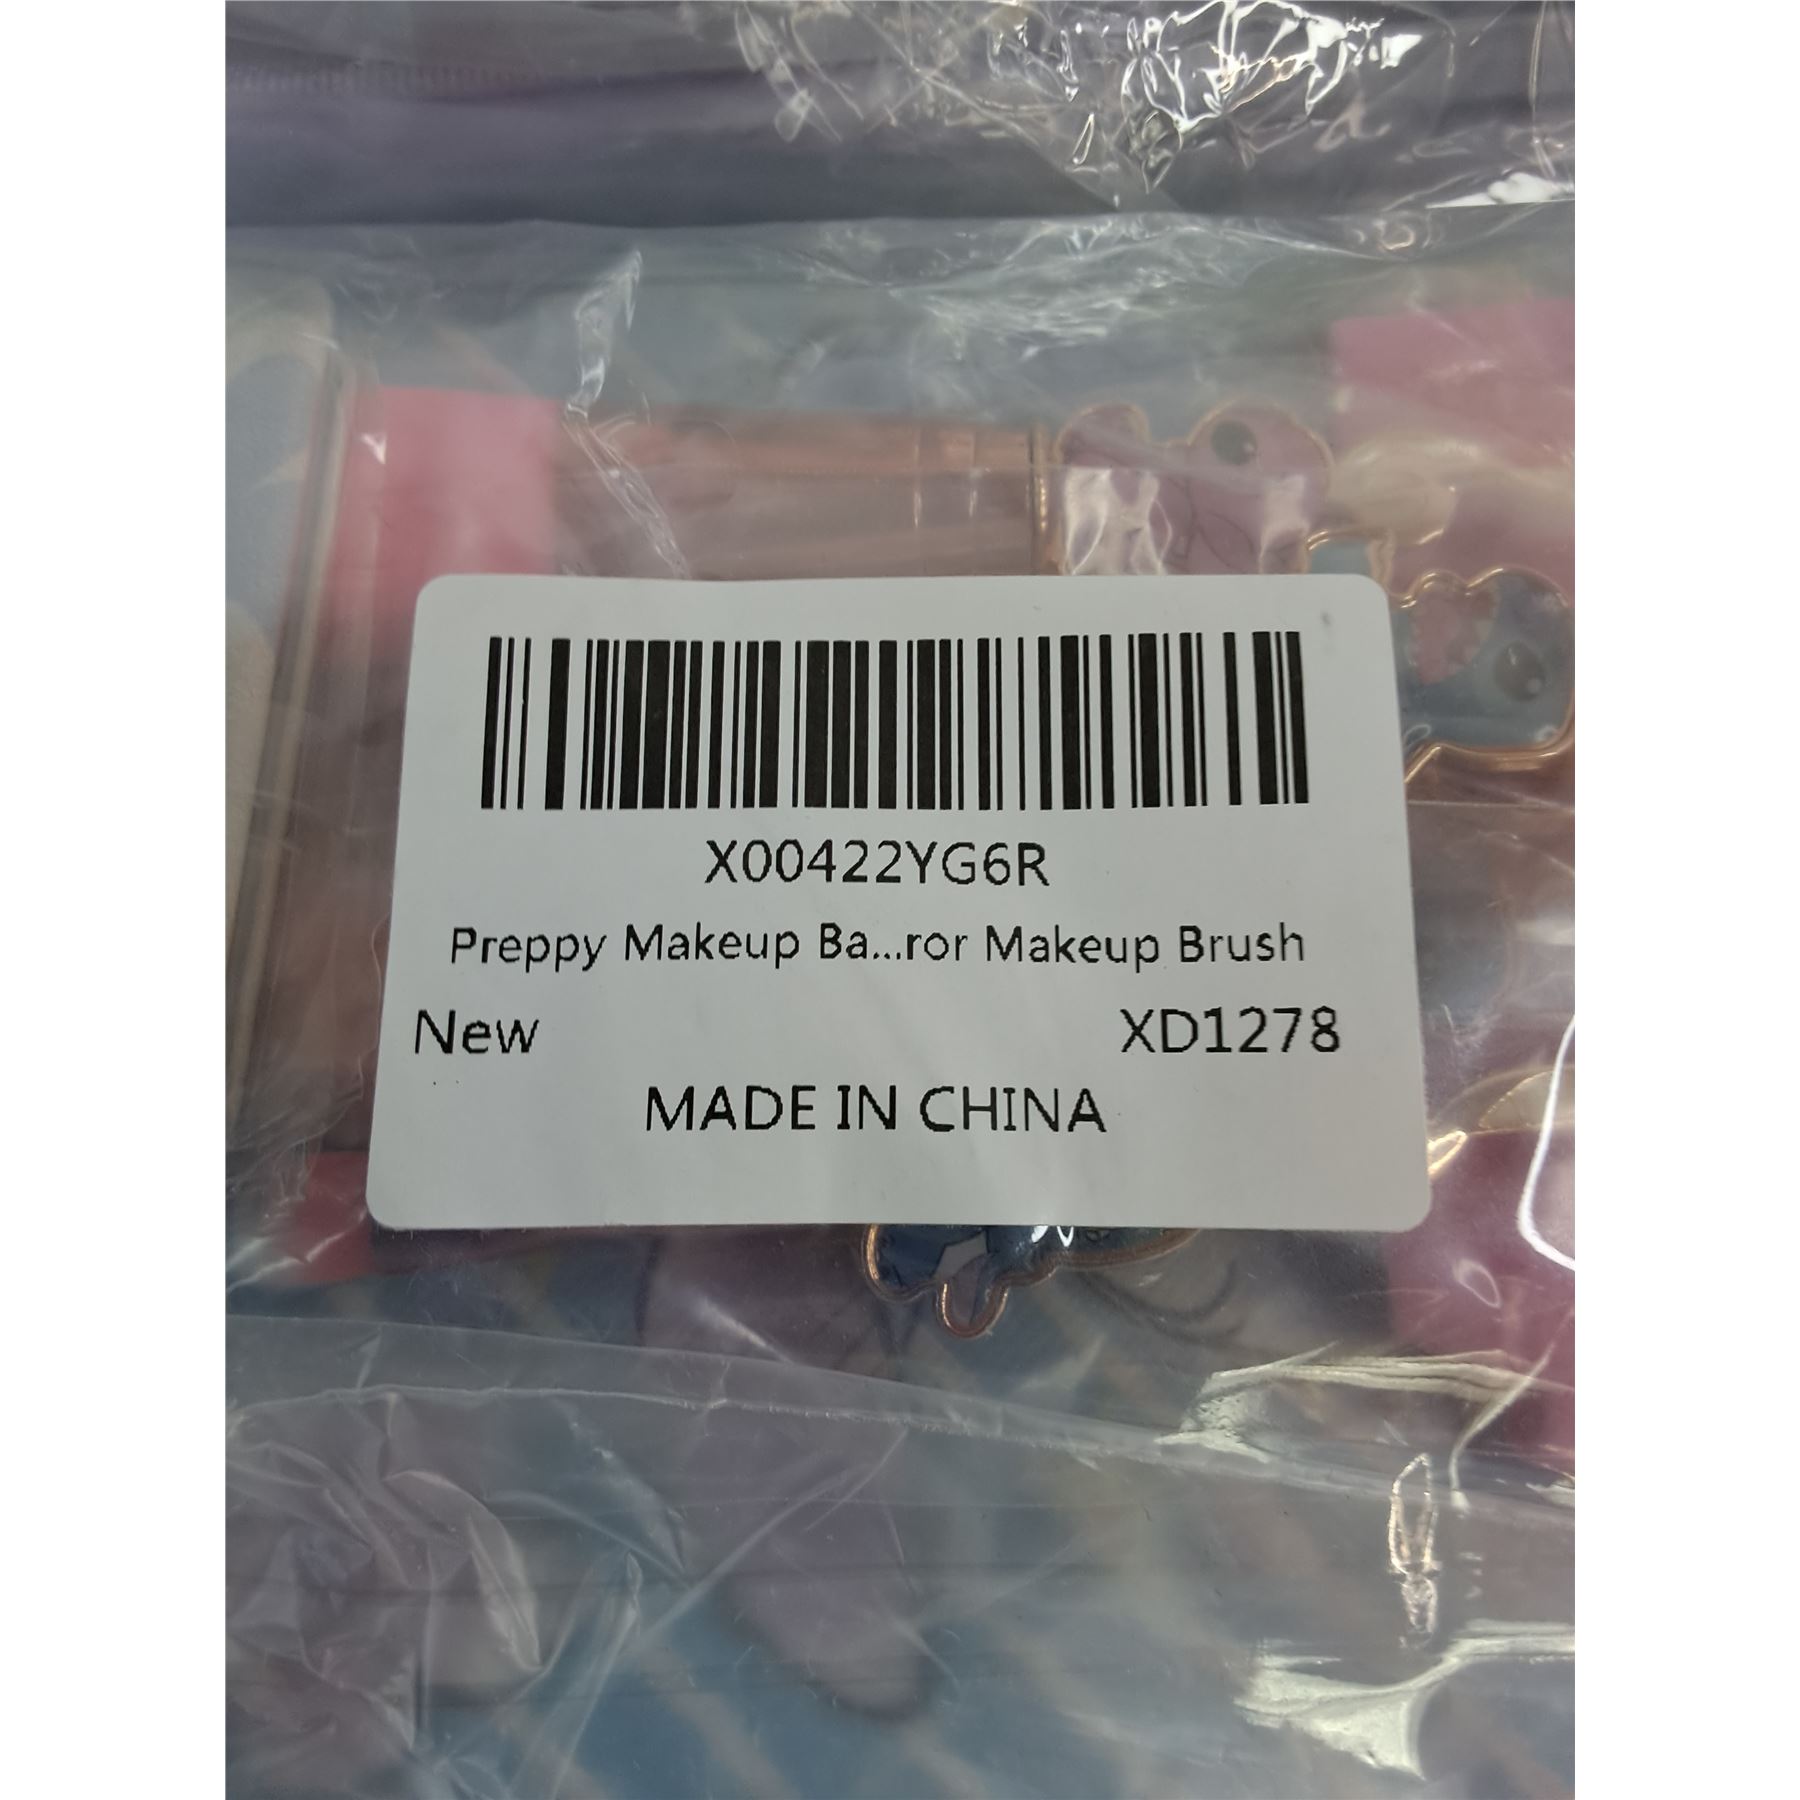 X00422YG6R
Preppy Makeup Ba...ror Makeup Brush
New XD1278
MADE IN CHINA